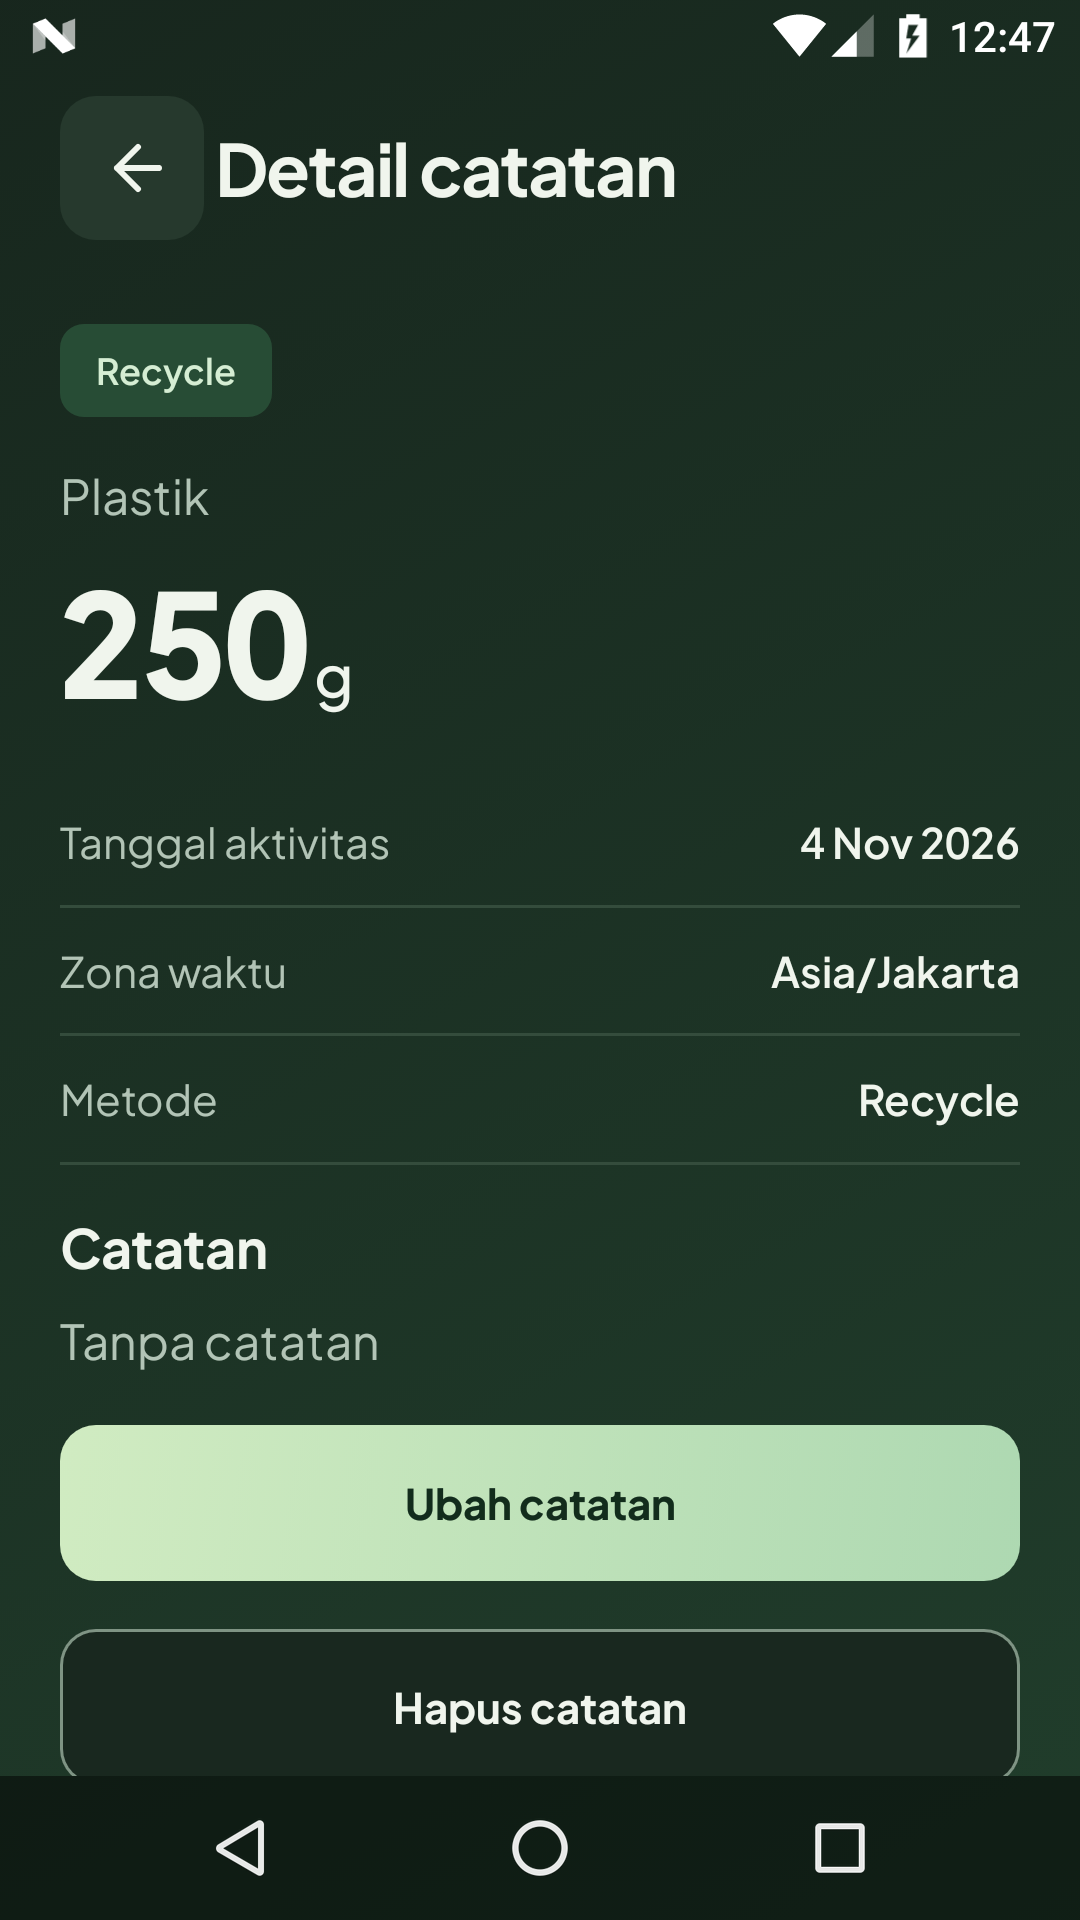 12:47
Detail catatan
Recycle
Plastik
250 g
Tanggal aktivitas 4 Nov 2026
Zona waktu Asia/Jakarta
Metode Recycle
Catatan
Tanpa catatan
Ubah catatan
Hapus catatan